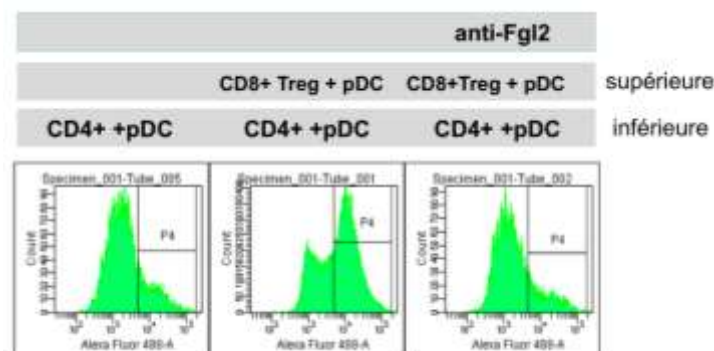 anti-Fgl2
CD8+ Treg + pDC CD8+Treg + pDC supérieure
CD4+ +pDC CD4+ +pDC CD4+ +pDC inférieure
Specimen_001-Tube_005 Specimen_001-Tube_001 Specimen_001-Tube_002
P4 P4 P4
Count Count Count
Alexa Fluor 488-A Alexa Fluor 488-A Alexa Fluor 488-A